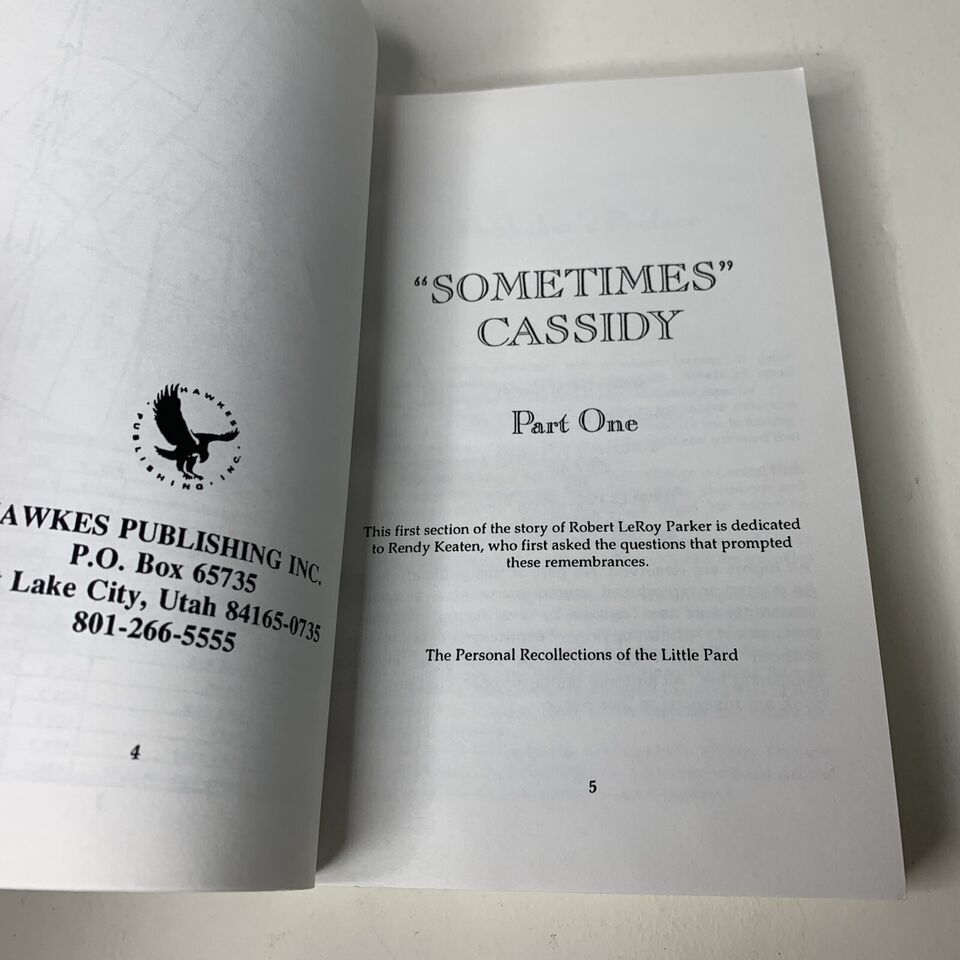 HAWKES
PUBLISHING, INC.
AWKES PUBLISHING INC.
P.O. Box 65735
Lake City, Utah 84165-0735
801-266-5555
4
“SOMETIMES”
CASSIDY
Part One
This first section of the story of Robert LeRoy Parker is dedicated
to Rendy Keaten, who first asked the questions that prompted
these remembrances.
The Personal Recollections of the Little Pard
5